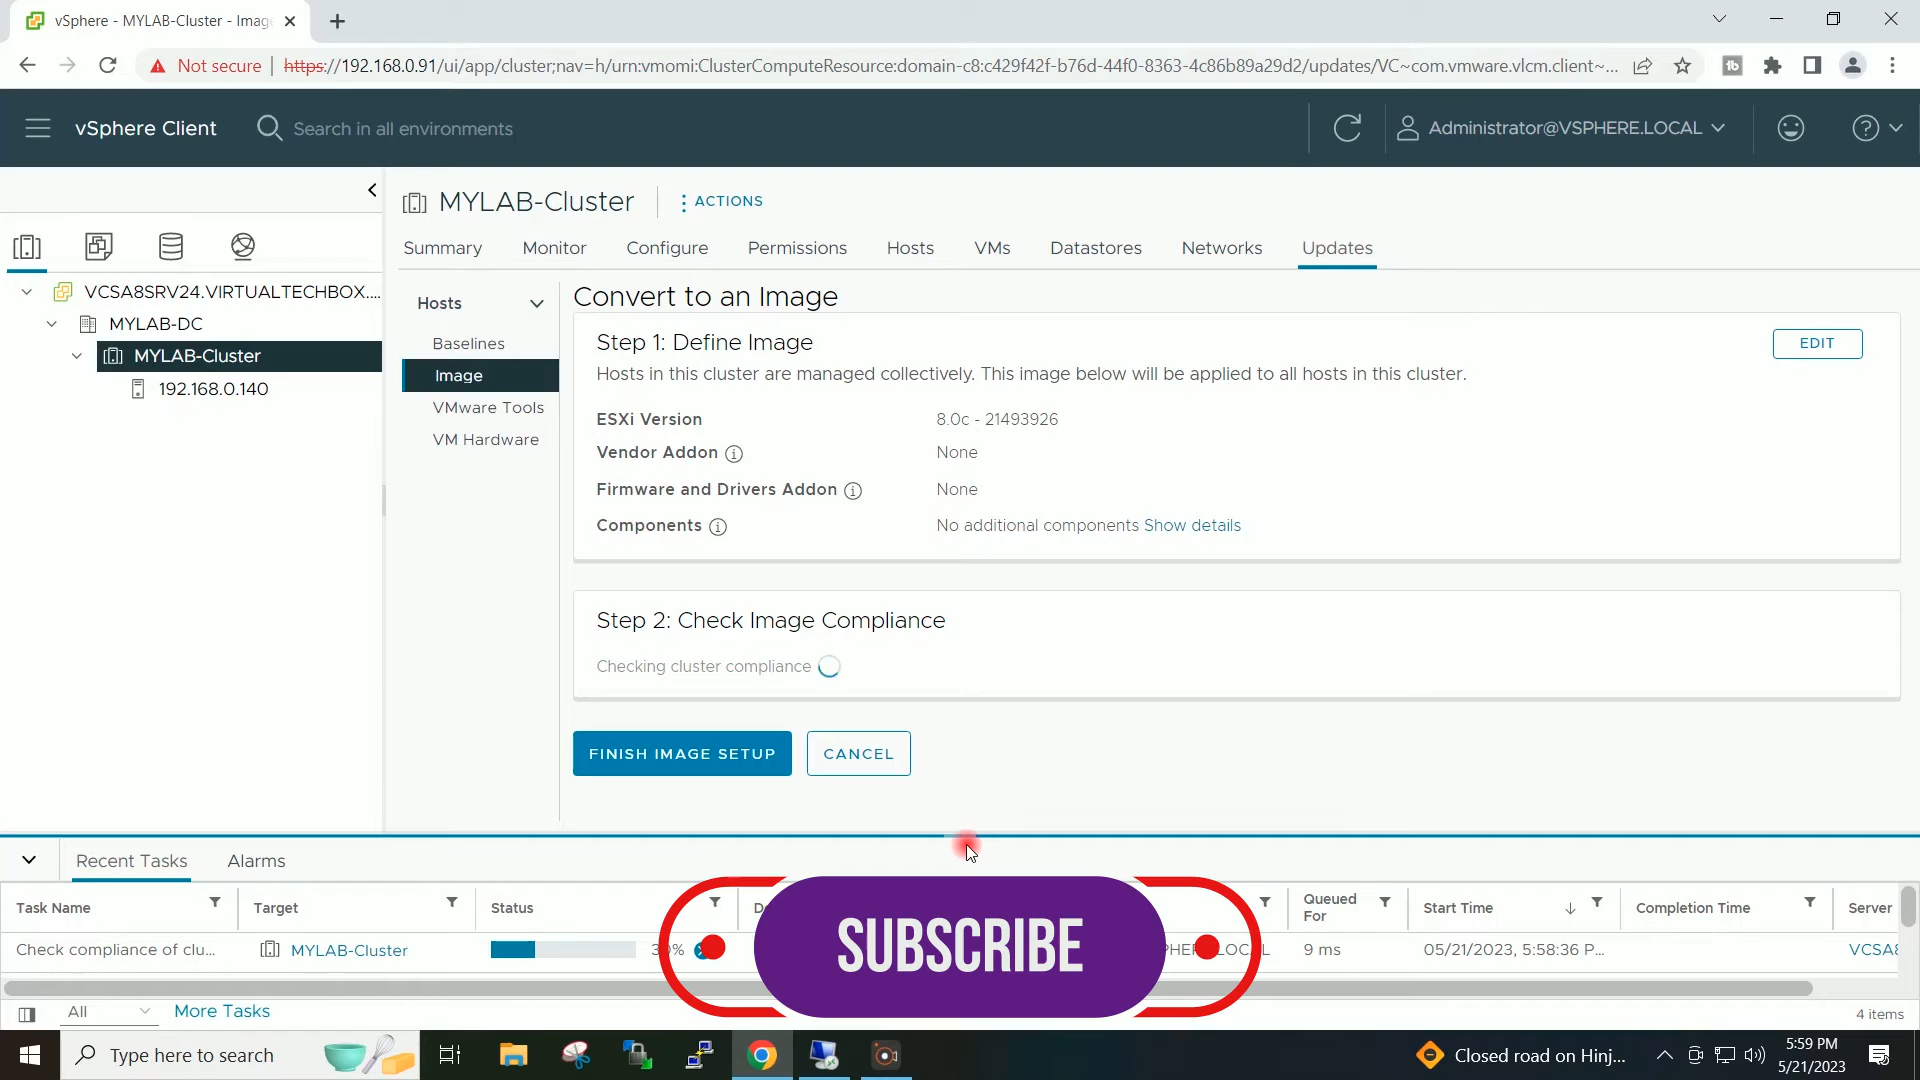 vSphere - MYLAB-Cluster - Imag
Not secure
https://192.168.0.91/ui/app/cluster;nav=h/urn:vmomi:ClusterComputeResource:domain-c8:c429f42f-b76d-44f0-8363-4c86b89a29d2/updates/VC~com.vmware.vlcm.client~...
vSphere Client
Search in all environments
Administrator@VSPHERE.LOCAL
MYLAB-Cluster
ACTIONS
Summary
Monitor
Configure
Permissions
Hosts
VMs
Datastores
Networks
Updates
VCSA8SRV24.VIRTUALTECHBOX....
MYLAB-DC
MYLAB-Cluster
192.168.0.140
Hosts
Baselines
Image
VMware Tools
VM Hardware
Convert to an Image
Step 1: Define Image
EDIT
Hosts in this cluster are managed collectively. This image below will be applied to all hosts in this cluster.
ESXi Version 8.0c - 21493926
Vendor Addon None
Firmware and Drivers Addon None
Components No additional components Show details
Step 2: Check Image Compliance
Checking cluster compliance
FINISH IMAGE SETUP
CANCEL
Recent Tasks
Alarms
Task Name
Target
Status
Queued For
Start Time
Completion Time
Server
Check compliance of clu...
MYLAB-Cluster
9 ms
05/21/2023, 5:58:36 P...
VCSA8
SUBSCRIBE
All
More Tasks
4 items
Type here to search
Closed road on Hinj...
5:59 PM
5/21/2023